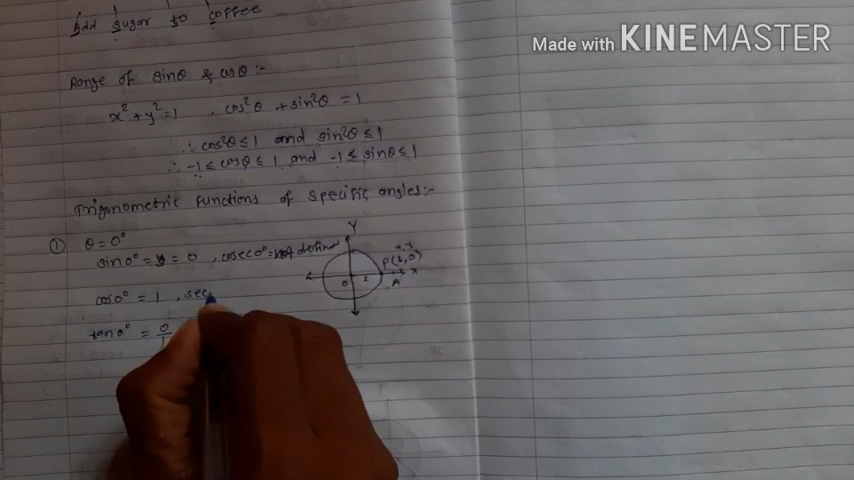 Add sugar to coffee
Made with KINEMASTER
Range of sinθ & cosθ :-
x² + y² = 1 , cos²θ + sin²θ = 1
∴ cos²θ ≤ 1 and sin²θ ≤ 1
∴ -1 ≤ cosθ ≤ 1 and -1 ≤ sinθ ≤ 1
Trigonometric functions of specific angles:-
① θ = 0°
sin0° = y = 0 , cosec0° = not defined
Y
x, y
P(1,0)
X
0 1 A
cos0° = 1 , sec
tan0° = 0/1